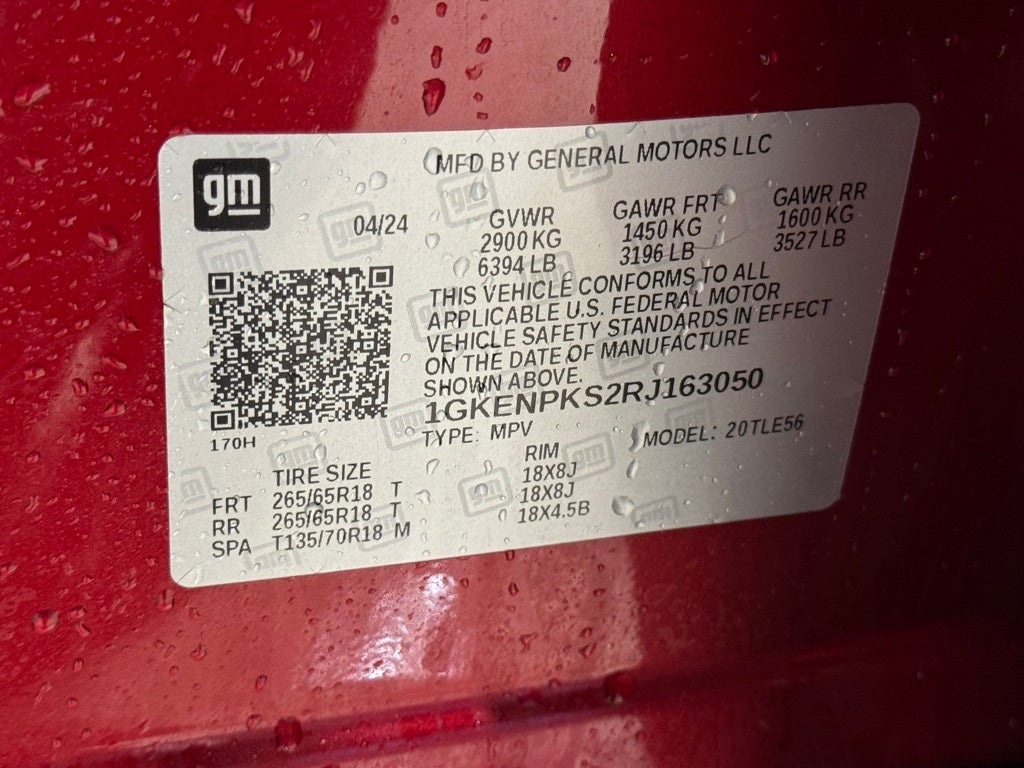 gm
MFD BY GENERAL MOTORS LLC
04/24
GVWR GAWR FRT GAWR RR
2900 KG 1450 KG 1600 KG
6394 LB 3196 LB 3527 LB
THIS VEHICLE CONFORMS TO ALL
APPLICABLE U.S. FEDERAL MOTOR
VEHICLE SAFETY STANDARDS IN EFFECT
ON THE DATE OF MANUFACTURE
SHOWN ABOVE.
1GKENPKS2RJ163050
170H
TYPE: MPV MODEL: 20TLE56
TIRE SIZE RIM
FRT 265/65R18 T 18X8J
RR 265/65R18 T 18X8J
SPA T135/70R18 M 18X4.5B